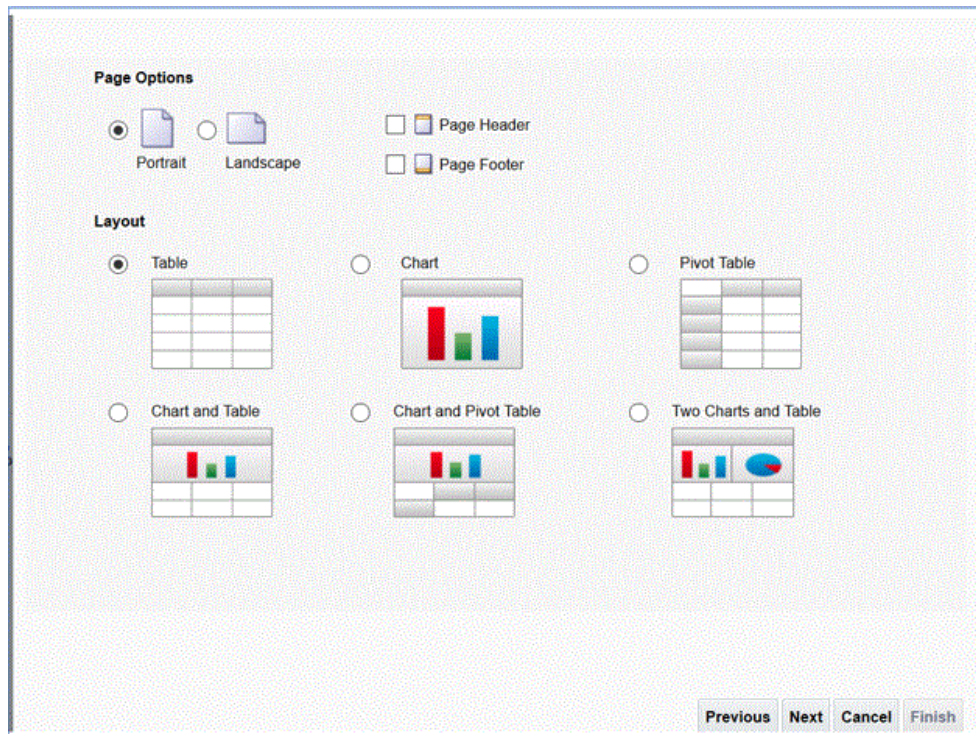 Page Options
Page Header
Page Footer
Portrait Landscape
Layout
Table Chart Pivot Table
Chart and Table Chart and Pivot Table Two Charts and Table
Previous Next Cancel Finish